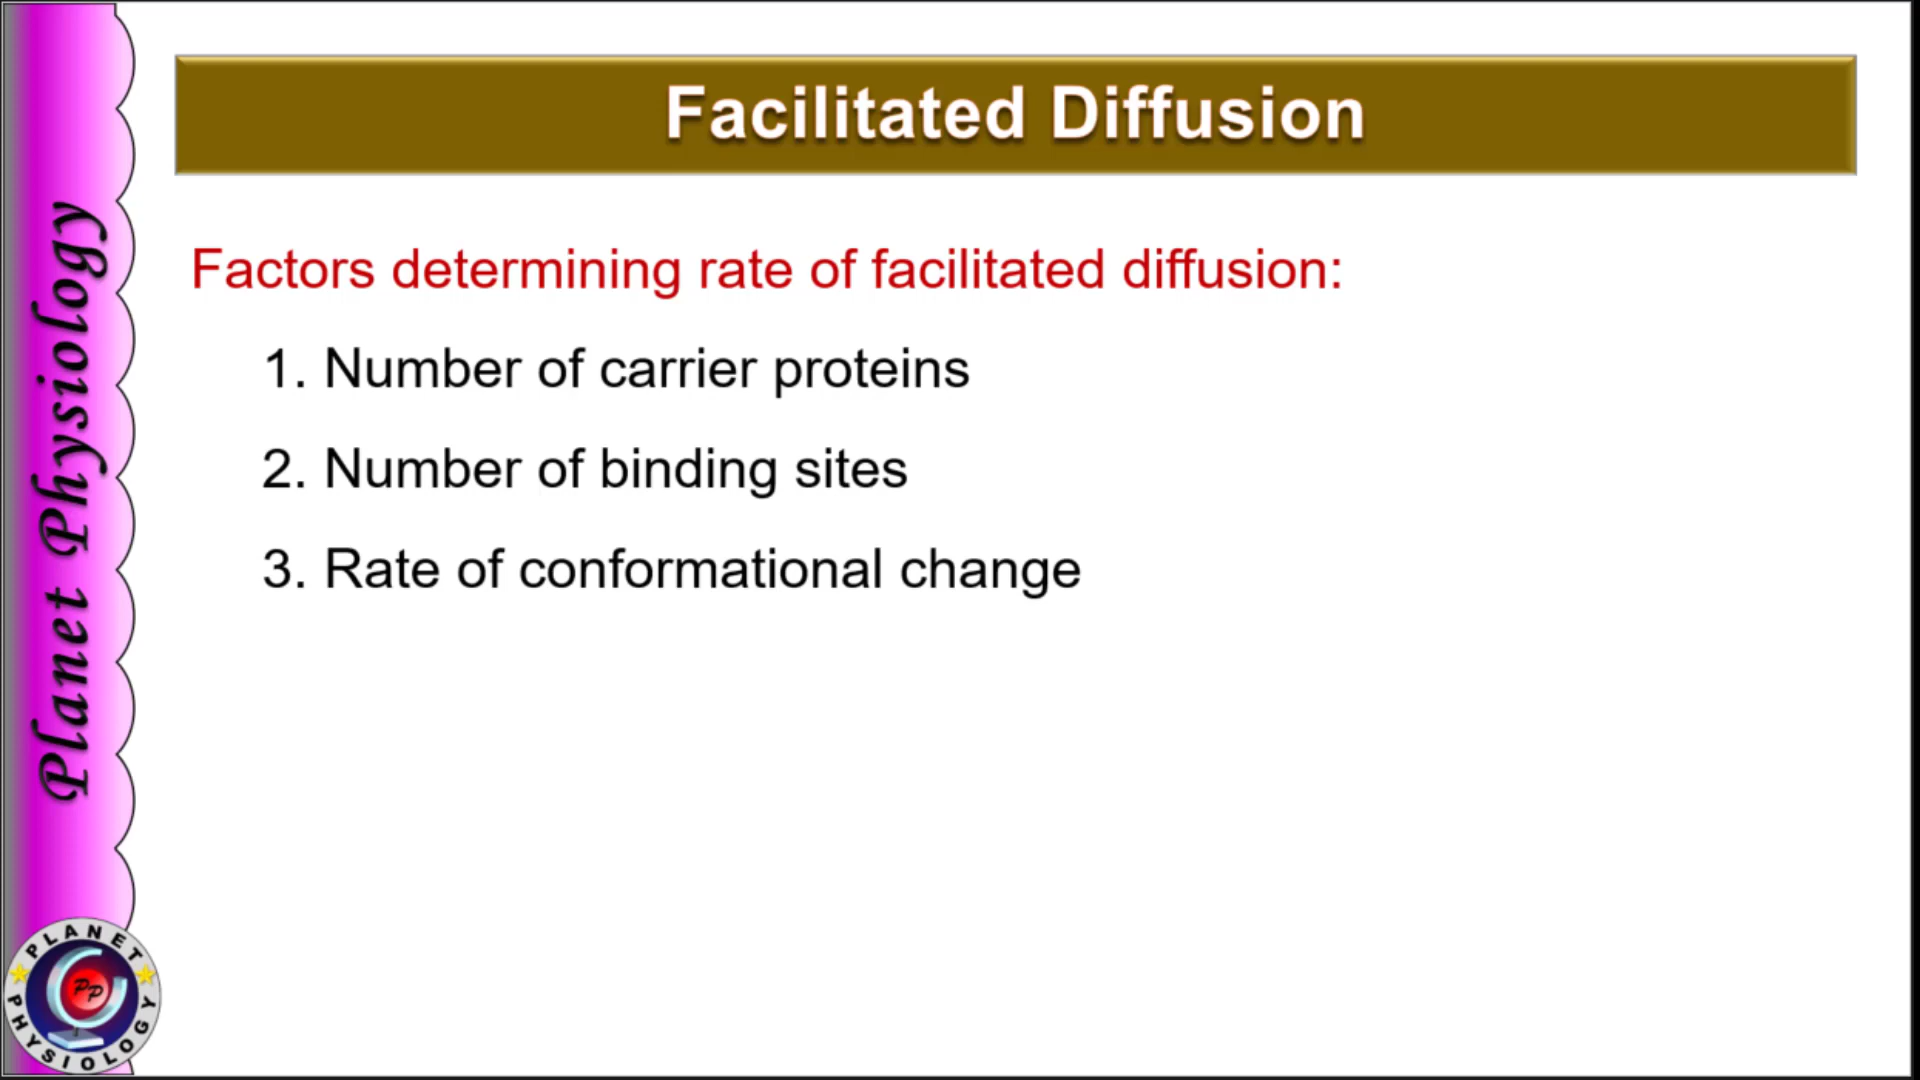 Facilitated Diffusion
Factors determining rate of facilitated diffusion:
1. Number of carrier proteins
2. Number of binding sites
3. Rate of conformational change
Planet Physiology
PLANET
PP
PHYSIOLOGY